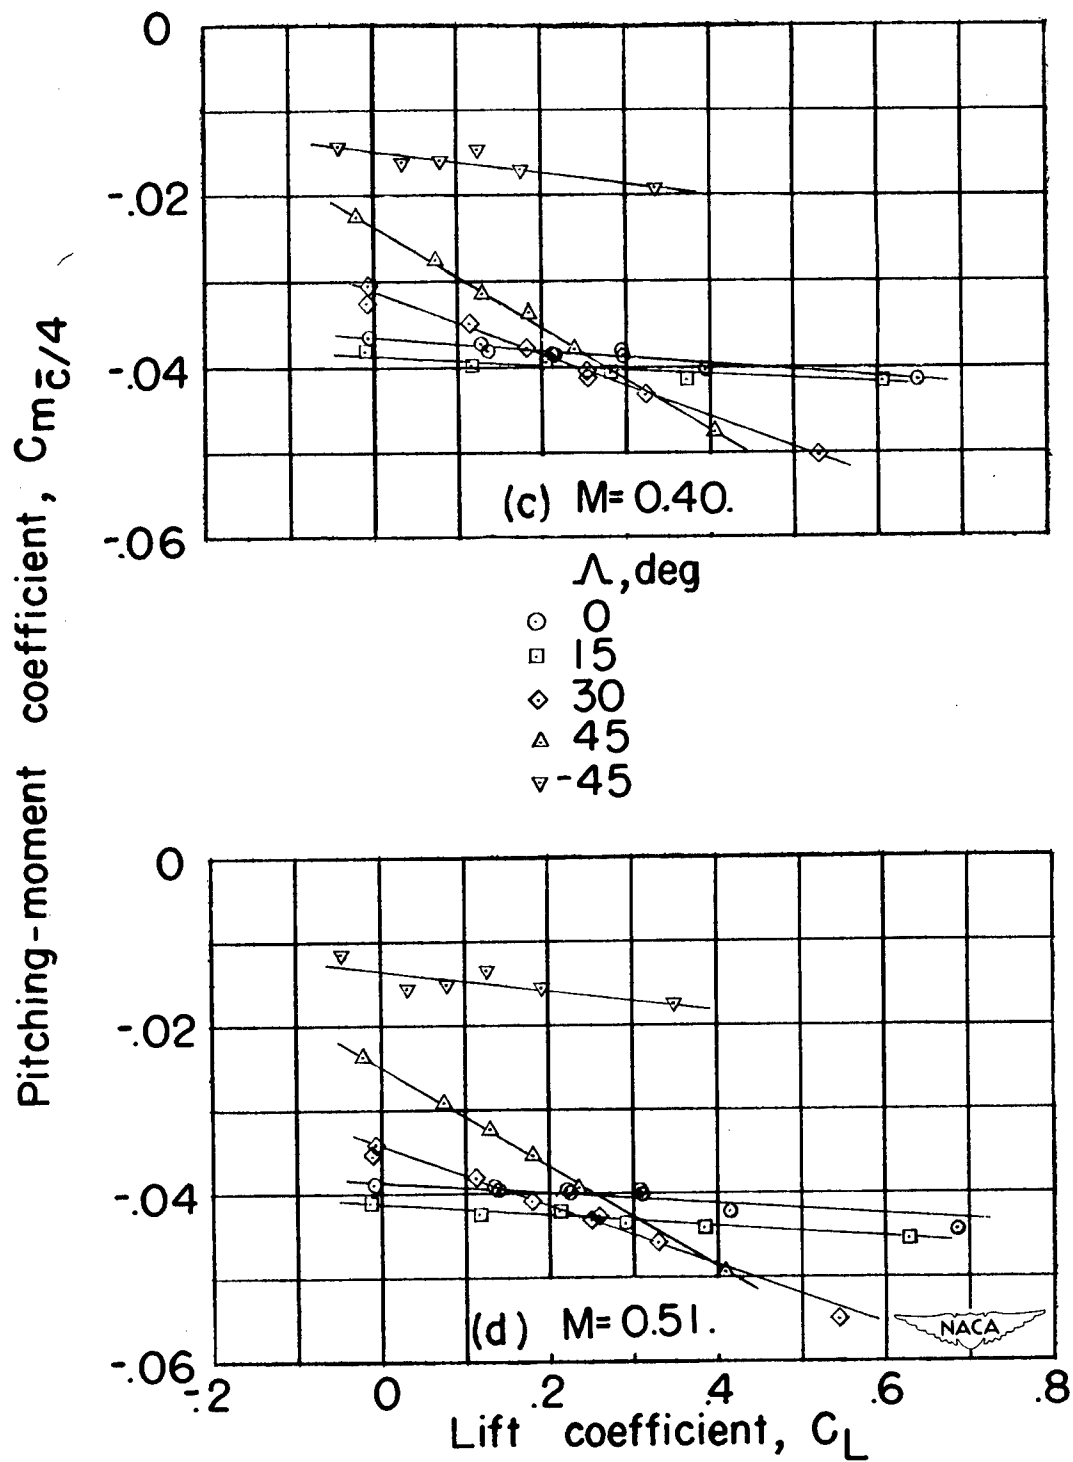 0
-.02
-.04
-.06
Pitching-moment coefficient, Cmc̄/4
(c) M=0.40.
Λ, deg
0
15
30
45
-45
0
-.02
-.04
-.06
(d) M=0.51.
NACA
-.2 0 .2 .4 .6 .8
Lift coefficient, CL